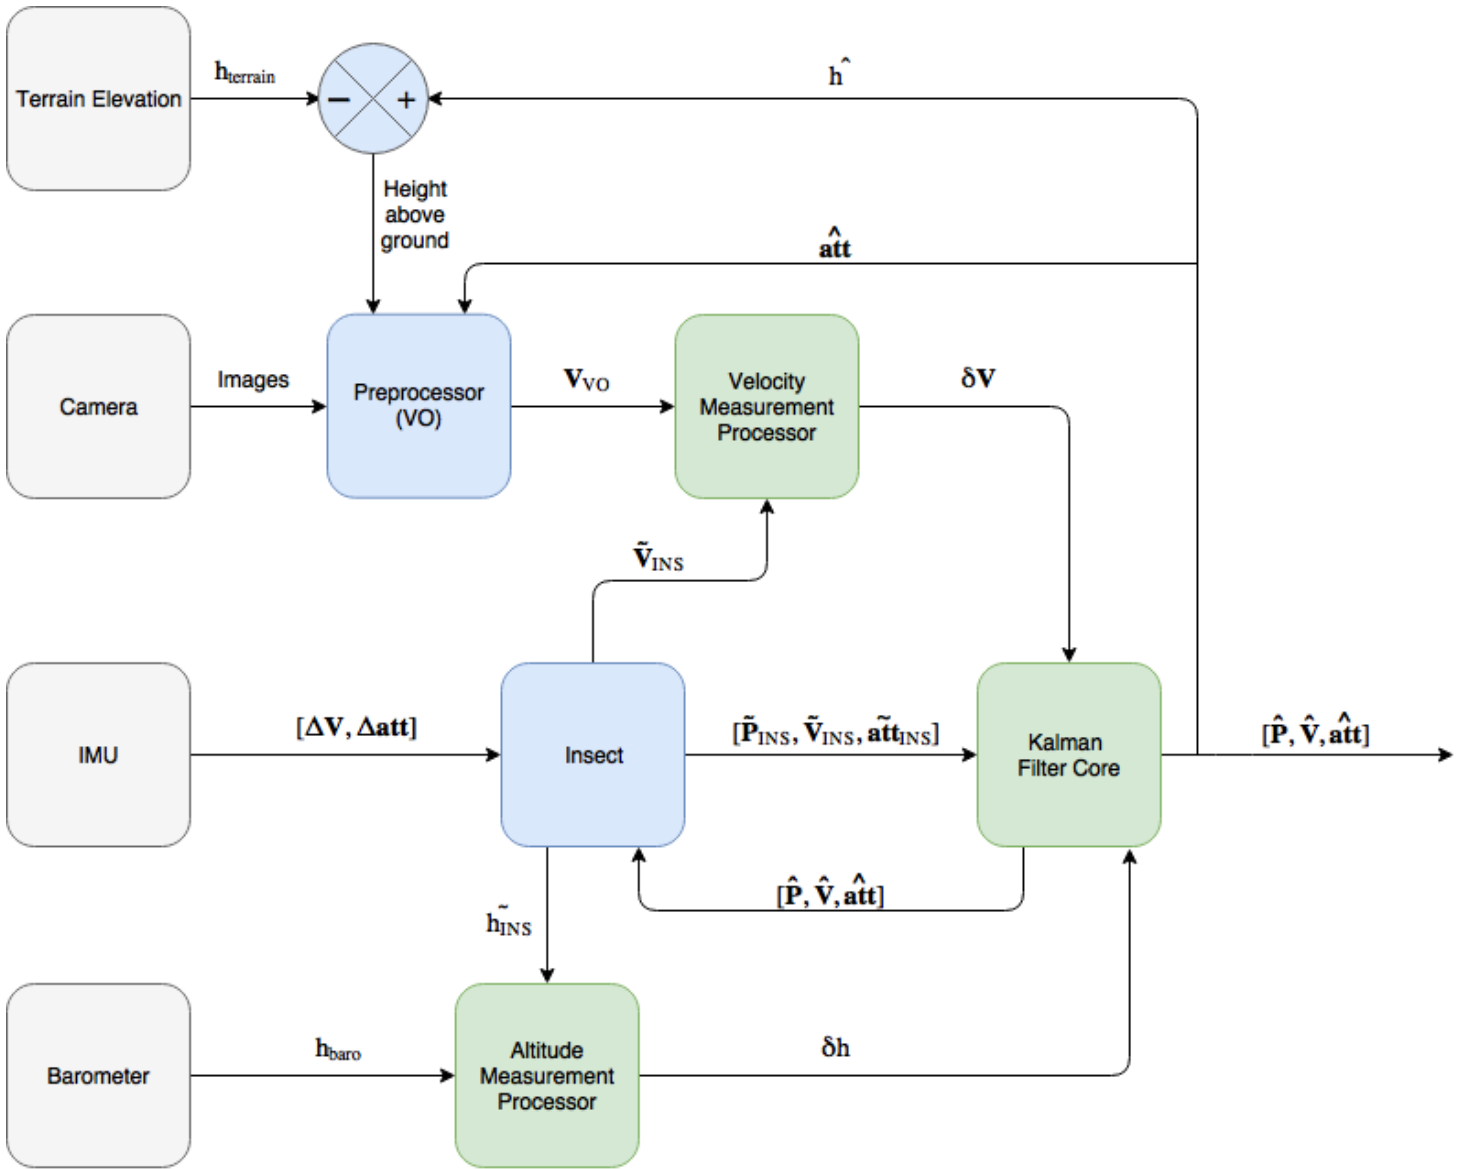 Terrain Elevation
h_terrain
−
+
ĥ
Height
above
ground
att̂
Camera
Images
Preprocessor
(VO)
V_VO
Velocity
Measurement
Processor
δV
Ṽ_INS
IMU
[ΔV, Δatt]
Insect
[P̃_INS, Ṽ_INS, att̃_INS]
Kalman
Filter Core
[P̂, V̂, att̂]
[P̂, V̂, att̂]
h̃_INS
Barometer
h_baro
Altitude
Measurement
Processor
δh